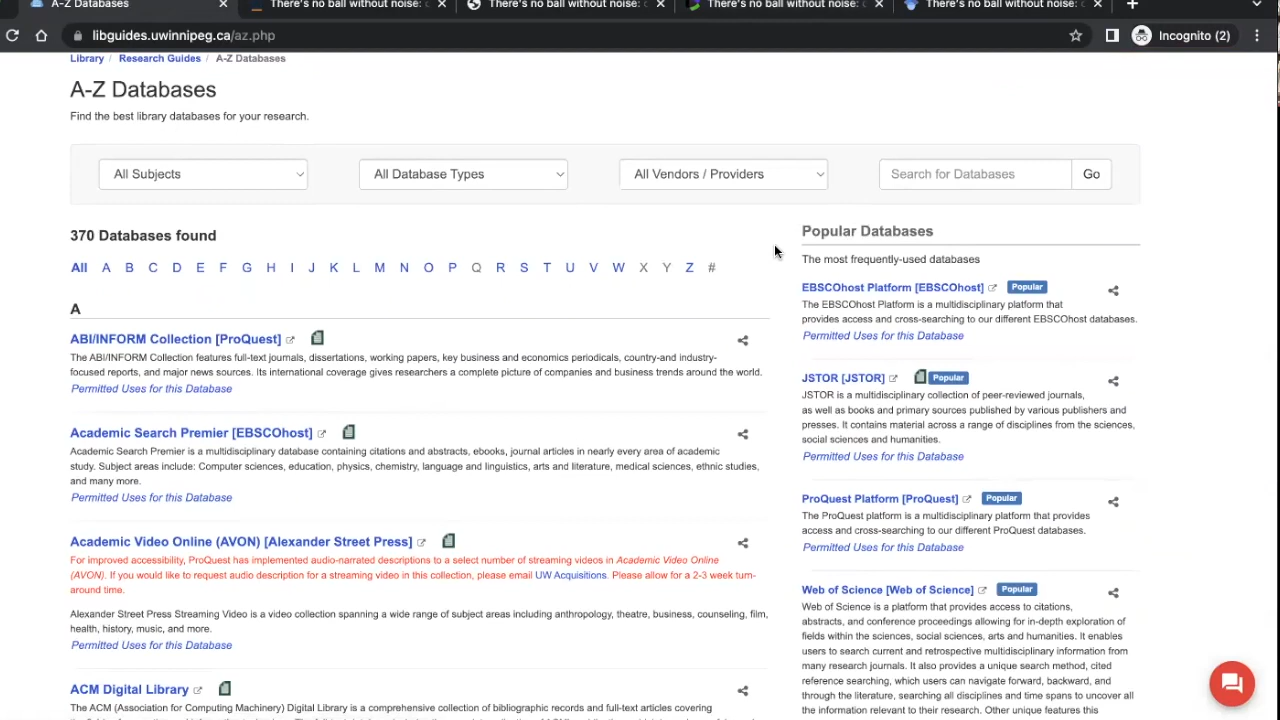 A-Z Databases
There's no ball without noise: c
There's no ball without noise: c
There's no ball without noise:
There's no ball without noise: c
libguides.uwinnipeg.ca/az.php
Incognito (2)
Library / Research Guides / A-Z Databases
A-Z Databases
Find the best library databases for your research.
All Subjects
All Database Types
All Vendors / Providers
Search for Databases
Go
370 Databases found
All A B C D E F G H I J K L M N O P Q R S T U V W X Y Z #
A
ABI/INFORM Collection [ProQuest]
The ABI/INFORM Collection features full-text journals, dissertations, working papers, key business and economics periodicals, country-and industry-
focused reports, and major news sources. Its international coverage gives researchers a complete picture of companies and business trends around the world.
Permitted Uses for this Database
Academic Search Premier [EBSCOhost]
Academic Search Premier is a multidisciplinary database containing citations and abstracts, ebooks, journal articles in nearly every area of academic
study. Subject areas include: Computer sciences, education, physics, chemistry, language and linguistics, arts and literature, medical sciences, ethnic studies,
and many more.
Permitted Uses for this Database
Academic Video Online (AVON) [Alexander Street Press]
For improved accessibility, ProQuest has implemented audio-narrated descriptions to a select number of streaming videos in Academic Video Online
(AVON). If you would like to request audio description for a streaming video in this collection, please email UW Acquisitions. Please allow for a 2-3 week turn-
around time.
Alexander Street Press Streaming Video is a video collection spanning a wide range of subject areas including anthropology, theatre, business, counseling, film,
health, history, music, and more.
Permitted Uses for this Database
ACM Digital Library
The ACM (Association for Computing Machinery) Digital Library is a comprehensive collection of bibliographic records and full-text articles covering
Popular Databases
The most frequently-used databases
EBSCOhost Platform [EBSCOhost] Popular
The EBSCOhost Platform is a multidisciplinary platform that
provides access and cross-searching to our different EBSCOhost databases.
Permitted Uses for this Database
JSTOR [JSTOR] Popular
JSTOR is a multidisciplinary collection of peer-reviewed journals,
as well as books and primary sources published by various publishers and
presses. It contains material across a range of disciplines from the sciences,
social sciences and humanities.
Permitted Uses for this Database
ProQuest Platform [ProQuest] Popular
The ProQuest platform is a multidisciplinary platform that provides
access and cross-searching to our different ProQuest databases.
Permitted Uses for this Database
Web of Science [Web of Science] Popular
Web of Science is a platform that provides access to citations,
abstracts, and conference proceedings allowing for in-depth exploration of
fields within the sciences, social sciences, arts and humanities. It enables
users to search current and retrospective multidisciplinary information from
many research journals. It also provides a unique search method, cited
reference searching, which users can navigate forward, backward, and
through the literature, searching all disciplines and time spans to uncover all
the information relevant to their research. Other unique features this